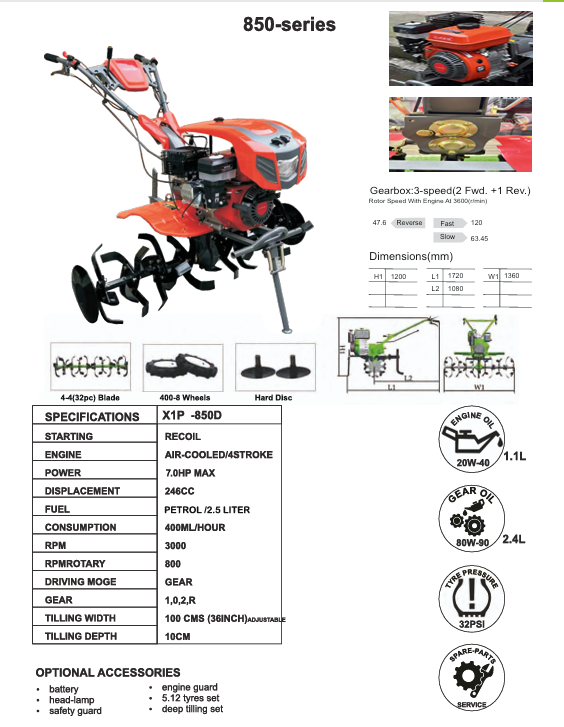 850-series
Gearbox:3-speed(2 Fwd. +1 Rev.)
Rotor Speed With Engine At 3600(r/min)
47.6 Reverse Fast 120
Slow 63.45
Dimensions(mm)
H1 1200 L1 1720 W1 1360
L2 1080
H1
L2
L1
W1
4-4(32pc) Blade
400-8 Wheels
Hard Disc
SPECIFICATIONS X1P -850D
STARTING RECOIL
ENGINE AIR-COOLED/4STROKE
POWER 7.0HP MAX
DISPLACEMENT 246CC
FUEL PETROL /2.5 LITER
CONSUMPTION 400ML/HOUR
RPM 3000
RPMROTARY 800
DRIVING MOGE GEAR
GEAR 1,0,2,R
TILLING WIDTH 100 CMS (36INCH)ADJUSTABLE
TILLING DEPTH 10CM
ENGINE OIL
20W-40
1.1L
GEAR OIL
80W-90
2.4L
TYRE PRESSURE
32PSI
SPARE-PARTS
SERVICE
OPTIONAL ACCESSORIES
• battery
• head-lamp
• safety guard
• engine guard
• 5.12 tyres set
• deep tilling set